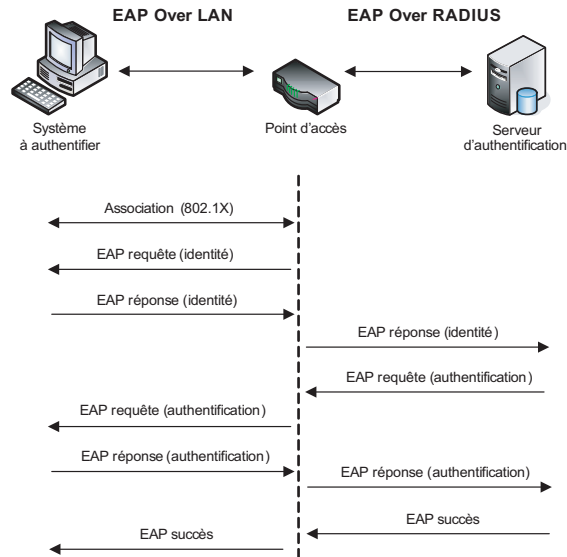 EAP Over LAN
EAP Over RADIUS
Système
à authentifier
Point d'accès
Serveur
d'authentification
Association (802.1X)
EAP requête (identité)
EAP réponse (identité)
EAP réponse (identité)
EAP requête (authentification)
EAP requête (authentification)
EAP réponse (authentification)
EAP réponse (authentification)
EAP succès
EAP succès